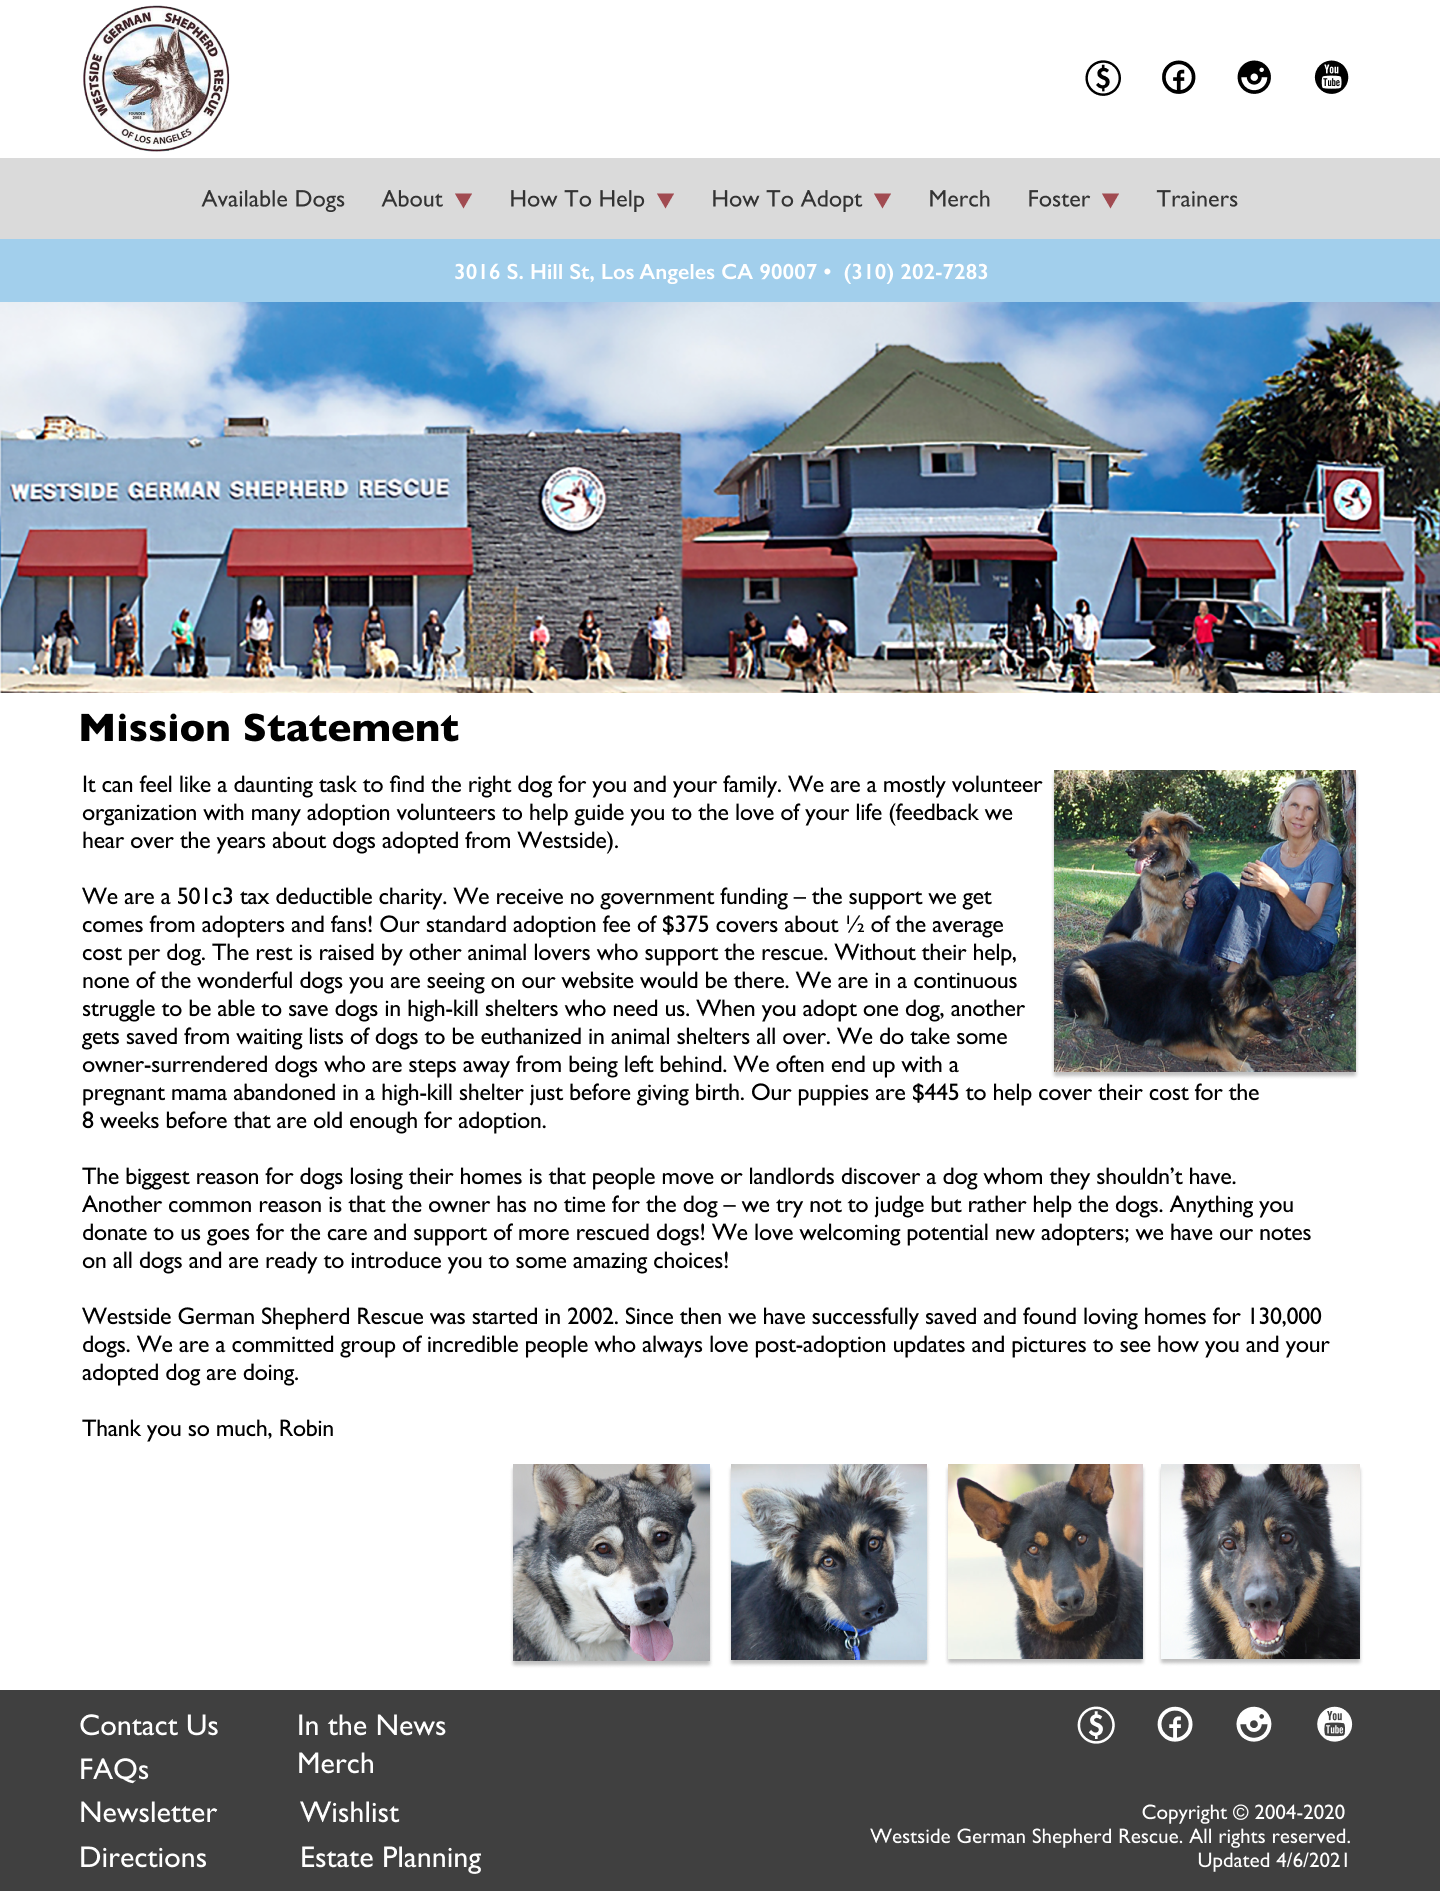 WESTSIDE GERMAN SHEPHERD RESCUE
FOUNDED
2002
OF LOS ANGELES
You
Tube
Available Dogs About How To Help How To Adopt Merch Foster Trainers
3016 S. Hill St, Los Angeles CA 90007 • (310) 202-7283
WESTSIDE GERMAN SHEPHERD RESCUE
Mission Statement
It can feel like a daunting task to find the right dog for you and your family. We are a mostly volunteer
organization with many adoption volunteers to help guide you to the love of your life (feedback we
hear over the years about dogs adopted from Westside).
We are a 501c3 tax deductible charity. We receive no government funding – the support we get
comes from adopters and fans! Our standard adoption fee of $375 covers about ½ of the average
cost per dog. The rest is raised by other animal lovers who support the rescue. Without their help,
none of the wonderful dogs you are seeing on our website would be there. We are in a continuous
struggle to be able to save dogs in high-kill shelters who need us. When you adopt one dog, another
gets saved from waiting lists of dogs to be euthanized in animal shelters all over. We do take some
owner-surrendered dogs who are steps away from being left behind. We often end up with a
pregnant mama abandoned in a high-kill shelter just before giving birth. Our puppies are $445 to help cover their cost for the
8 weeks before that are old enough for adoption.
The biggest reason for dogs losing their homes is that people move or landlords discover a dog whom they shouldn’t have.
Another common reason is that the owner has no time for the dog – we try not to judge but rather help the dogs. Anything you
donate to us goes for the care and support of more rescued dogs! We love welcoming potential new adopters; we have our notes
on all dogs and are ready to introduce you to some amazing choices!
Westside German Shepherd Rescue was started in 2002. Since then we have successfully saved and found loving homes for 130,000
dogs. We are a committed group of incredible people who always love post-adoption updates and pictures to see how you and your
adopted dog are doing.
Thank you so much, Robin
Contact Us
FAQs
Newsletter
Directions
In the News
Merch
Wishlist
Estate Planning
You
Tube
Copyright © 2004-2020
Westside German Shepherd Rescue. All rights reserved.
Updated 4/6/2021